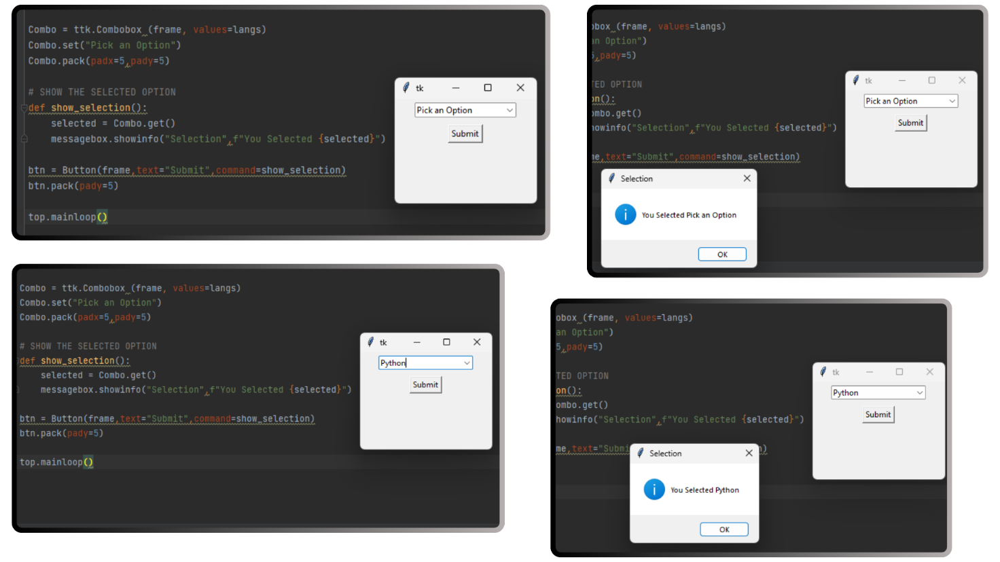 Combo = ttk.Combobox (frame, values=langs)
Combo.set("Pick an Option")
Combo.pack(padx=5,pady=5)
# SHOW THE SELECTED OPTION
def show_selection():
selected = Combo.get()
messagebox.showinfo("Selection",f"You Selected {selected}")
btn = Button(frame,text="Submit",command=show_selection)
btn.pack(pady=5)
top.mainloop()
tk
Pick an Option
Submit
obox (frame, values=langs)
an Option")
5,pady=5)
TED OPTION
on():
ombo.get()
howinfo("Selection",f"You Selected {selected}")
me,text="Submit",command=show_selection)
tk
Pick an Option
Submit
Selection
You Selected Pick an Option
OK
Combo = ttk.Combobox (frame, values=langs)
Combo.set("Pick an Option")
Combo.pack(padx=5,pady=5)
# SHOW THE SELECTED OPTION
def show_selection():
selected = Combo.get()
messagebox.showinfo("Selection",f"You Selected {selected}")
btn = Button(frame,text="Submit",command=show_selection)
btn.pack(pady=5)
top.mainloop()
tk
Python
Submit
obox (frame, values=langs)
an Option")
5,pady=5)
TED OPTION
on():
ombo.get()
howinfo("Selection",f"You Selected {selected}")
me,text="Submi n)
tk
Python
Submit
Selection
You Selected Python
OK